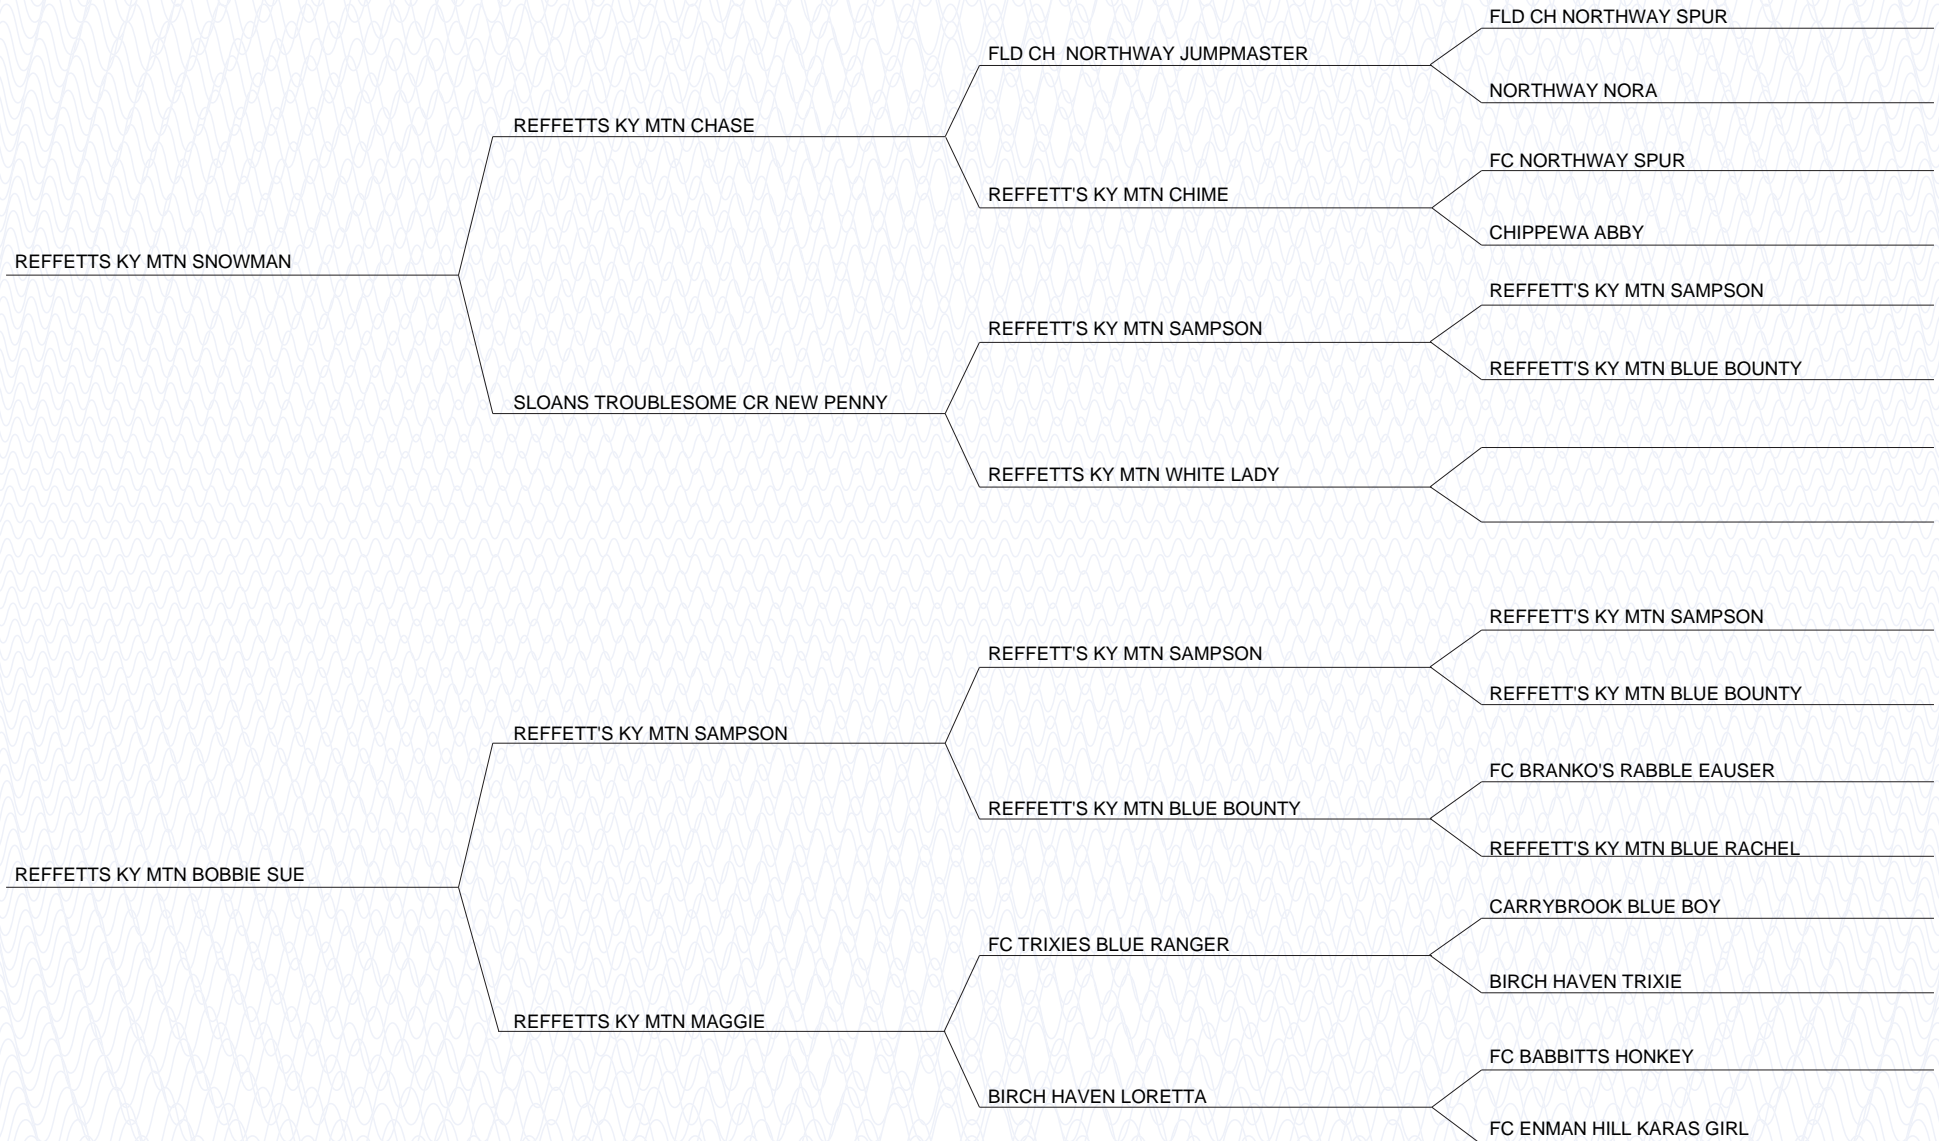 FLD CH NORTHWAY SPUR
FLD CH  NORTHWAY JUMPMASTER
NORTHWAY NORA
REFFETTS KY MTN CHASE
FC NORTHWAY SPUR
REFFETT'S KY MTN CHIME
CHIPPEWA ABBY
REFFETTS KY MTN SNOWMAN
REFFETT'S KY MTN SAMPSON
REFFETT'S KY MTN SAMPSON
REFFETT'S KY MTN BLUE BOUNTY
SLOANS TROUBLESOME CR NEW PENNY
REFFETTS KY MTN WHITE LADY
REFFETT'S KY MTN SAMPSON
REFFETT'S KY MTN SAMPSON
REFFETT'S KY MTN BLUE BOUNTY
REFFETT'S KY MTN SAMPSON
FC BRANKO'S RABBLE EAUSER
REFFETT'S KY MTN BLUE BOUNTY
REFFETT'S KY MTN BLUE RACHEL
REFFETTS KY MTN BOBBIE SUE
CARRYBROOK BLUE BOY
FC TRIXIES BLUE RANGER
BIRCH HAVEN TRIXIE
REFFETTS KY MTN MAGGIE
FC BABBITTS HONKEY
BIRCH HAVEN LORETTA
FC ENMAN HILL KARAS GIRL